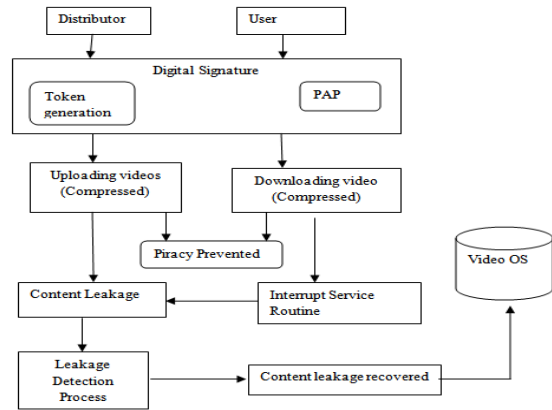 Distributor
User
Digital Signature
Token
generation
PAP
Uploading videos
(Compressed)
Downloading video
(Compressed)
Piracy Prevented
Video OS
Content Leakage
Interrupt Service
Routine
Leakage
Detection
Process
Content leakage recovered